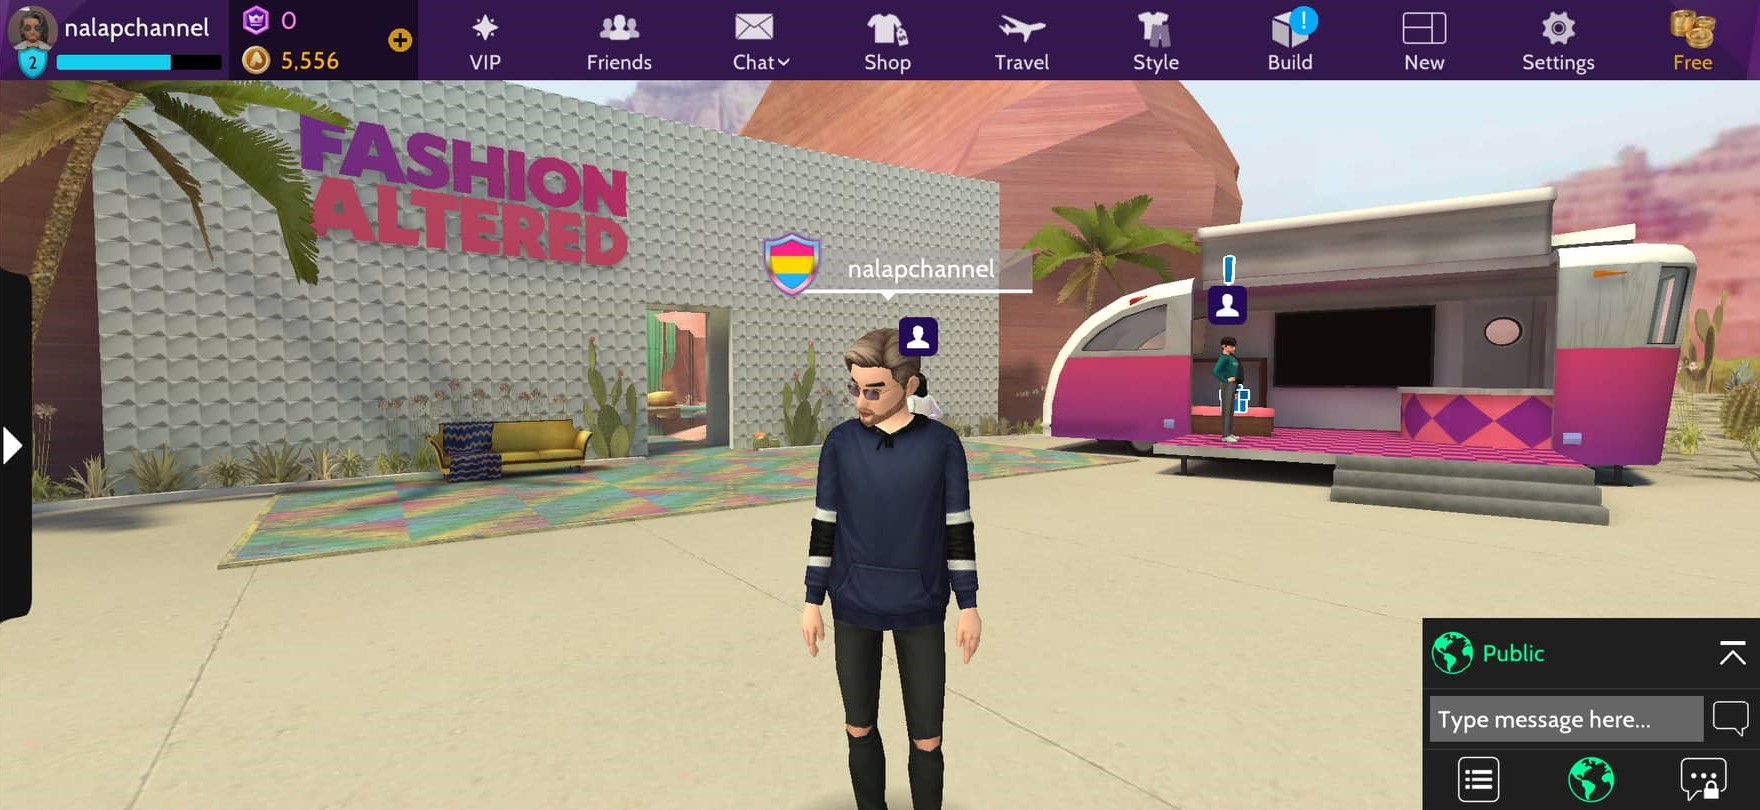 nalapchannel
2
0
5,556
VIP
Friends
Chat
Shop
Travel
Style
!
Build
New
Settings
Free
FASHION
ALTERED
nalapchannel
Public
Type message here...